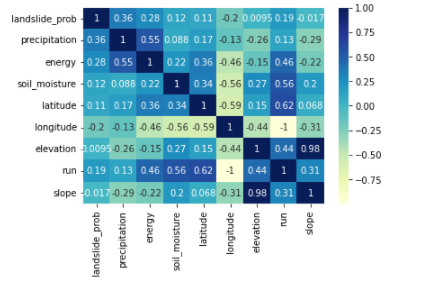 landslide_prob 1 0.36 0.28 0.12 0.11 -0.2 0.0095 0.19 -0.017
precipitation 0.36 1 0.55 0.088 0.17 -0.13 -0.26 0.13 -0.29
energy 0.28 0.55 1 0.22 0.36 -0.46 -0.15 0.46 -0.22
soil_moisture 0.12 0.088 0.22 1 0.34 -0.56 0.27 0.56 0.2
latitude 0.11 0.17 0.36 0.34 1 -0.59 0.15 0.62 0.068
longitude -0.2 -0.13 -0.46 -0.56 -0.59 1 -0.44 -1 -0.31
elevation -0.0095 -0.26 -0.15 0.27 0.15 -0.44 1 0.44 0.98
run 0.19 0.13 0.46 0.56 0.62 -1 0.44 1 0.31
slope -0.017 -0.29 -0.22 0.2 0.068 -0.31 0.98 0.31 1
landslide_prob precipitation energy soil_moisture latitude longitude elevation run slope
1.00
0.75
0.50
0.25
0.00
-0.25
-0.50
-0.75